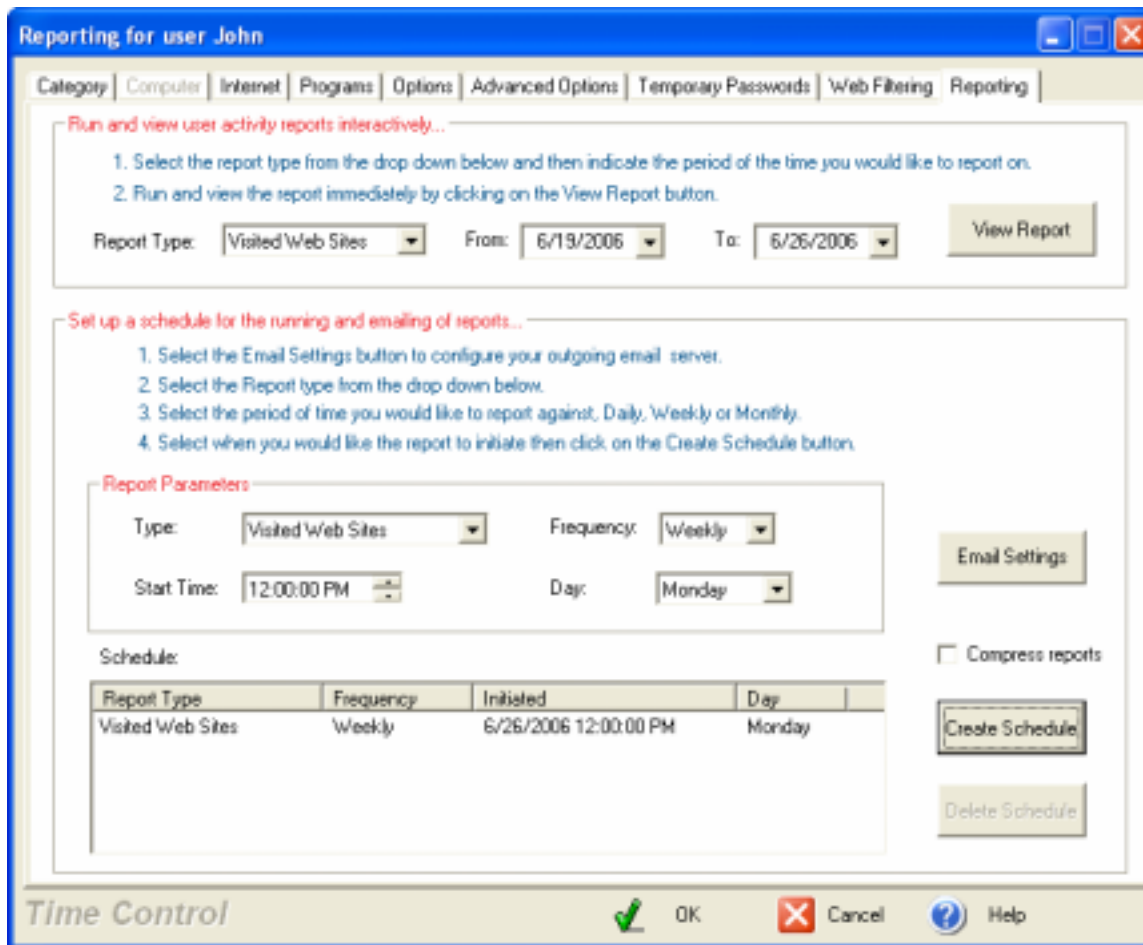 Reporting for user John
Category Computer Internet Programs Options Advanced Options Temporary Passwords Web Filtering Reporting
Run and view user activity reports interactively...
1. Select the report type from the drop down below and then indicate the period of the time you would like to report on.
2. Run and view the report immediately by clicking on the View Report button.
Report Type: Visited Web Sites From: 6/19/2006 To: 6/26/2006 View Report
Set up a schedule for the running and emailing of reports...
1. Select the Email Settings button to configure your outgoing email server.
2. Select the Report type from the drop down below.
3. Select the period of time you would like to report against, Daily, Weekly or Monthly.
4. Select when you would like the report to initiate then click on the Create Schedule button.
Report Parameters
Type: Visited Web Sites Frequency: Weekly
Email Settings
Start Time: 12:00:00 PM Day: Monday
Schedule: Compress reports
Report Type Frequency Initiated Day
Visited Web Sites Weekly 6/26/2006 12:00:00 PM Monday
Create Schedule
Delete Schedule
Time Control OK Cancel Help